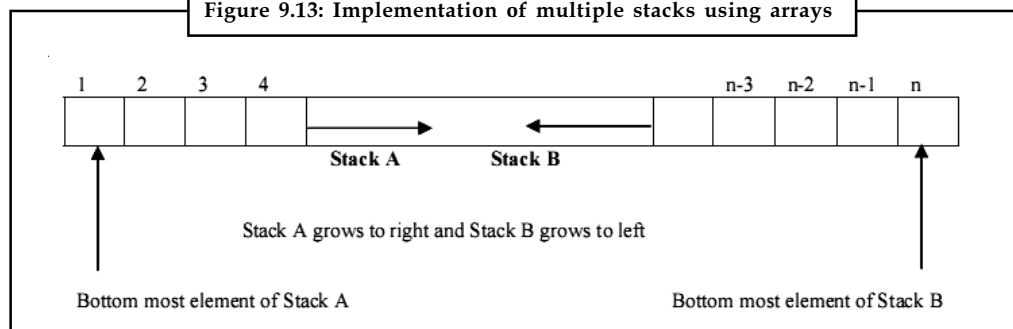 Figure 9.13: Implementation of multiple stacks using arrays
1 2 3 4 n-3 n-2 n-1 n
Stack A Stack B
Stack A grows to right and Stack B grows to left
Bottom most element of Stack A Bottom most element of Stack B